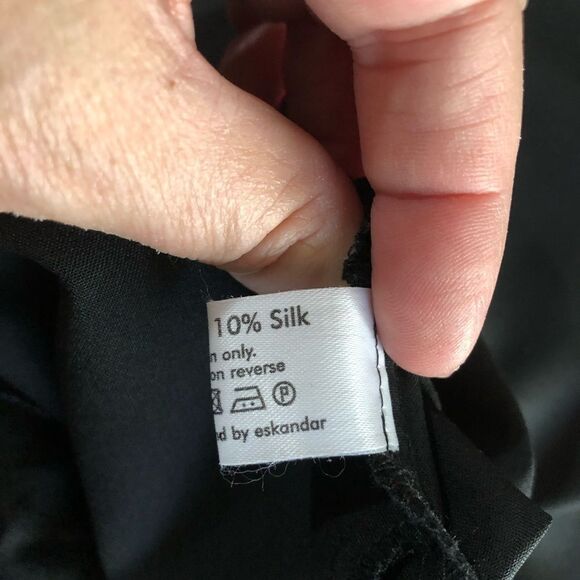 10% Silk
only.
on reverse
P
by eskandar